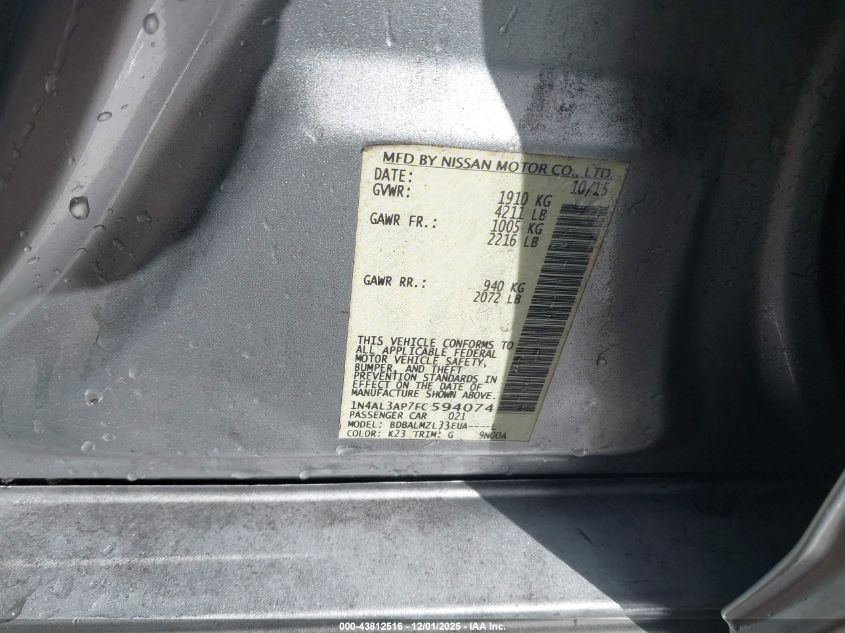 MFD BY NISSAN MOTOR CO., LTD.
DATE: 10/15
GVWR: 1910 KG
4211 LB
GAWR FR.: 1005 KG
2216 LB
GAWR RR.: 940 KG
2072 LB
THIS VEHICLE CONFORMS TO
ALL APPLICABLE FEDERAL
MOTOR VEHICLE SAFETY,
BUMPER, AND THEFT
PREVENTION STANDARDS IN
EFFECT ON THE DATE OF
MANUFACTURE SHOWN ABOVE.
1N4AL3AP7FC594074
PASSENGER CAR 021
MODEL: BDBALMZL33EUA-----L
COLOR: K23 TRIM: G 9N00A
000-43812516 - 12/01/2025 - IAA Inc.